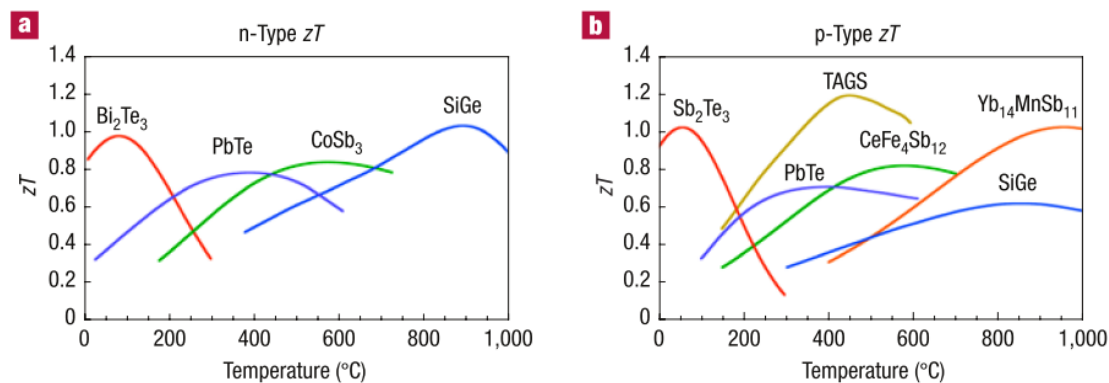 a
n-Type zT
1.4
1.2
1.0
0.8
0.6
0.4
0.2
0
zT
Bi₂Te₃
PbTe
CoSb₃
SiGe
0 200 400 600 800 1,000
Temperature (°C)
b
p-Type zT
1.4
1.2
1.0
0.8
0.6
0.4
0.2
0
zT
TAGS
Sb₂Te₃
Yb₁₄MnSb₁₁
CeFe₄Sb₁₂
PbTe
SiGe
0 200 400 600 800 1,000
Temperature (°C)